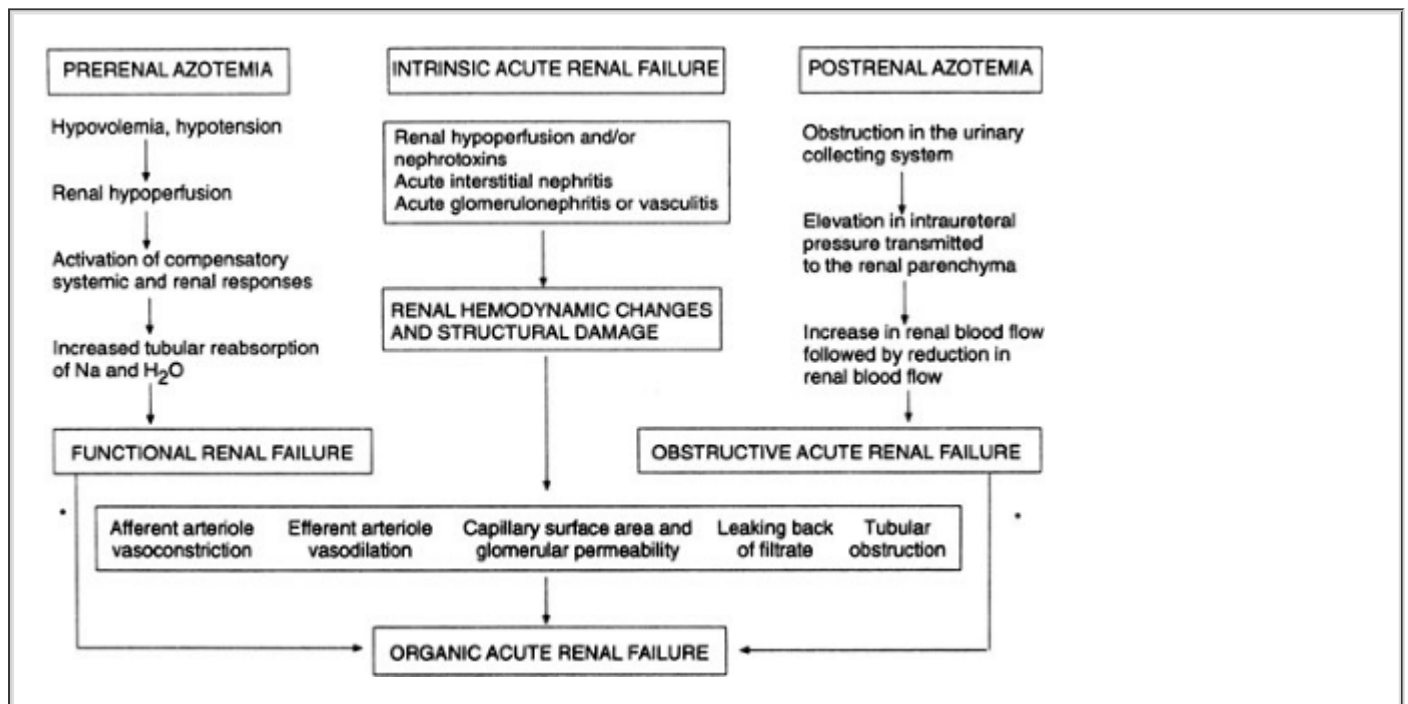 PRERENAL AZOTEMIA
Hypovolemia, hypotension
Renal hypoperfusion
Activation of compensatory
systemic and renal responses
Increased tubular reabsorption
of Na and H2O
FUNCTIONAL RENAL FAILURE
INTRINSIC ACUTE RENAL FAILURE
Renal hypoperfusion and/or
nephrotoxins
Acute interstitial nephritis
Acute glomerulonephritis or vasculitis
RENAL HEMODYNAMIC CHANGES
AND STRUCTURAL DAMAGE
POSTRENAL AZOTEMIA
Obstruction in the urinary
collecting system
Elevation in intraureteral
pressure transmitted
to the renal parenchyma
Increase in renal blood flow
followed by reduction in
renal blood flow
OBSTRUCTIVE ACUTE RENAL FAILURE
Afferent arteriole
vasoconstriction
Efferent arteriole
vasodilation
Capillary surface area and
glomerular permeability
Leaking back
of filtrate
Tubular
obstruction
ORGANIC ACUTE RENAL FAILURE